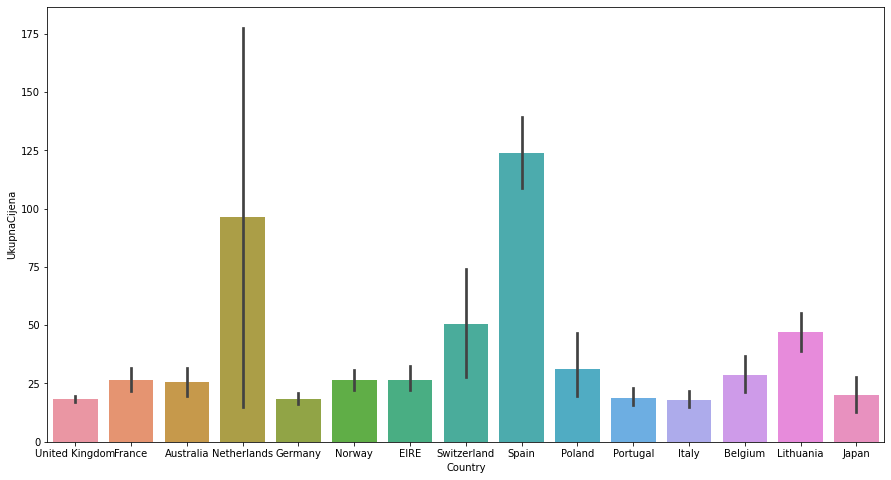 175
150
125
100
75
50
25
0
UkupnaCijena
United Kingdom France Australia Netherlands Germany Norway EIRE Switzerland Spain Poland Portugal Italy Belgium Lithuania Japan
Country